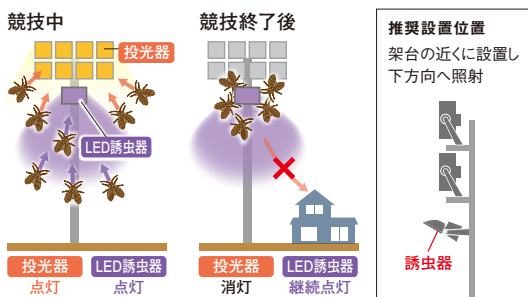 競技中
投光器
LED誘虫器
投光器
点灯
LED誘虫器
点灯
競技終了後
投光器
消灯
LED誘虫器
継続点灯
推奨設置位置
架台の近くに設置し
下方向へ照射
誘虫器